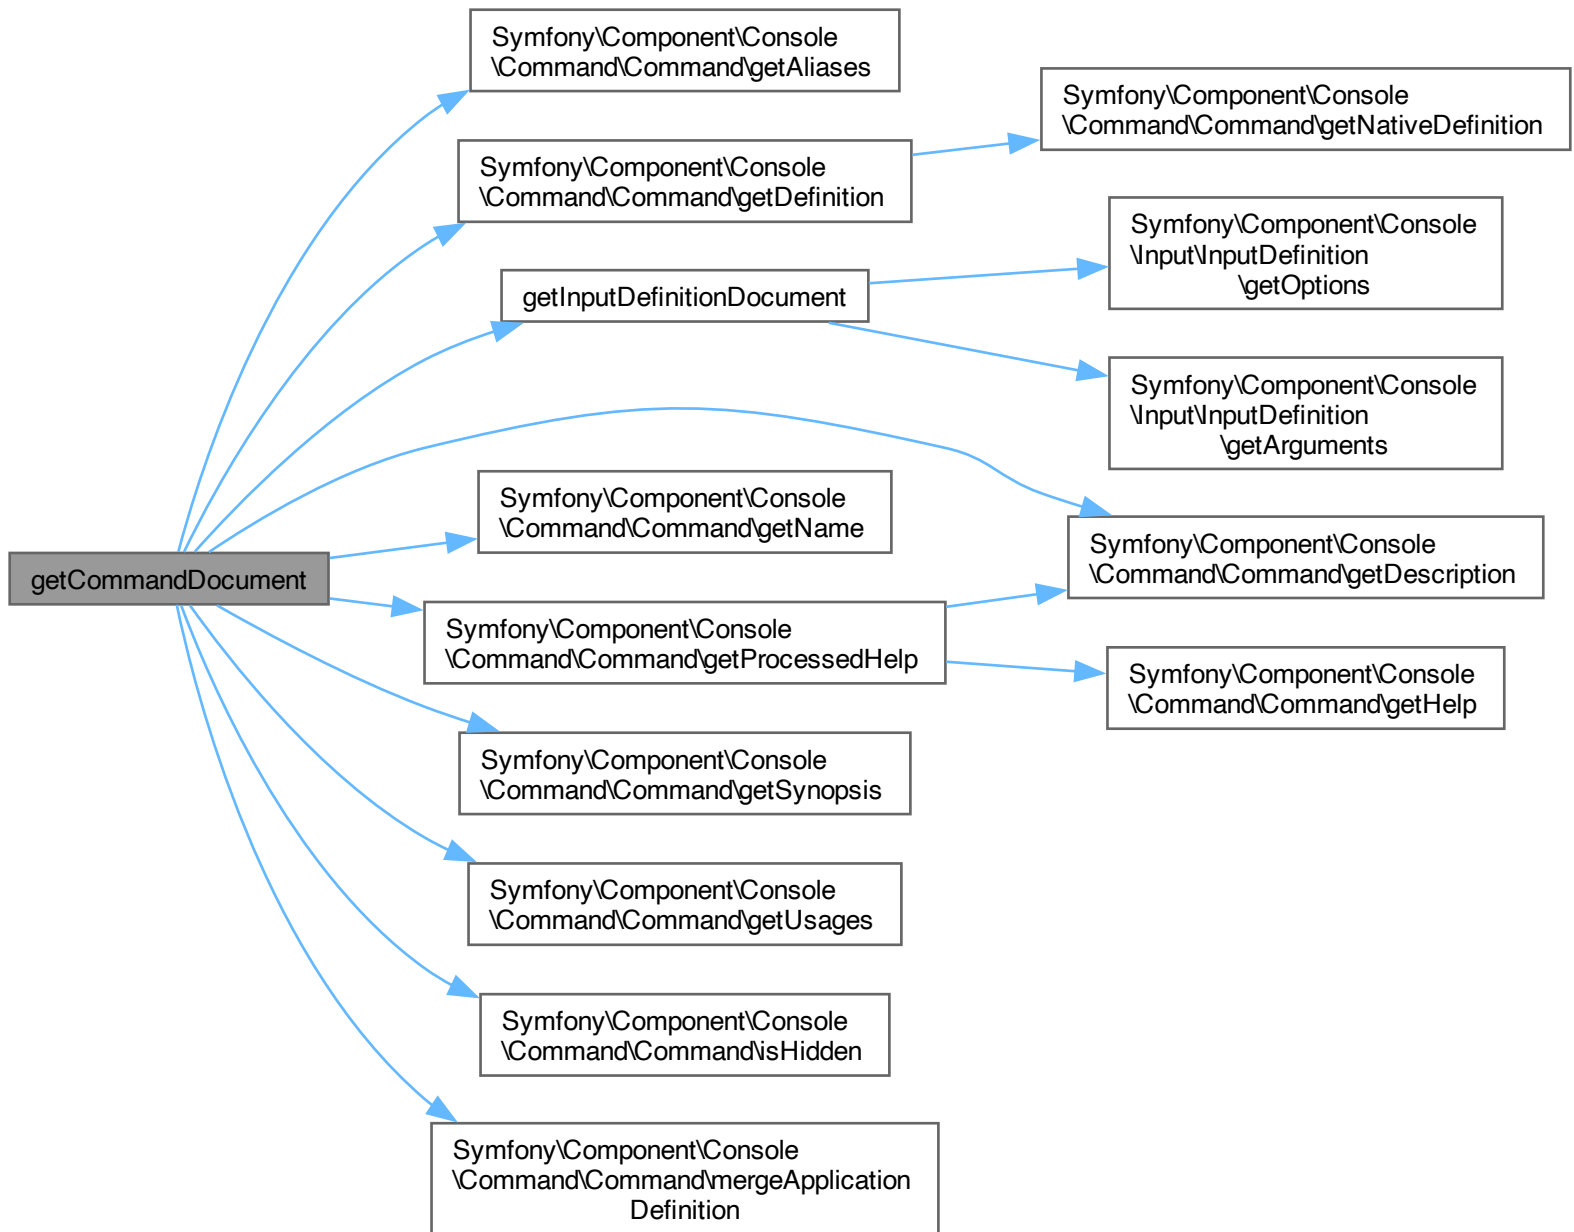 Symfony\Component\Console
\Command\Command\getAliases
Symfony\Component\Console
\Command\Command\getNativeDefinition
Symfony\Component\Console
\Command\Command\getDefinition
Symfony\Component\Console
\Input\InputDefinition
\getOptions
getInputDefinitionDocument
Symfony\Component\Console
\Input\InputDefinition
\getArguments
Symfony\Component\Console
\Command\Command\getName
Symfony\Component\Console
\Command\Command\getDescription
getCommandDocument
Symfony\Component\Console
\Command\Command\getProcessedHelp
Symfony\Component\Console
\Command\Command\getHelp
Symfony\Component\Console
\Command\Command\getSynopsis
Symfony\Component\Console
\Command\Command\getUsages
Symfony\Component\Console
\Command\Command\isHidden
Symfony\Component\Console
\Command\Command\mergeApplication
Definition